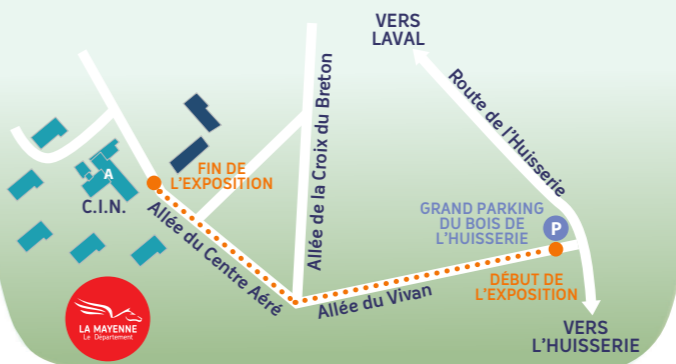 VERS
LAVAL
Route de l'Huisserie
Allée de la Croix du Breton
A
C.I.N.
FIN DE
L'EXPOSITION
Allée du Centre Aéré
GRAND PARKING
DU BOIS DE
L'HUISSERIE
P
DÉBUT DE
L'EXPOSITION
Allée du Vivan
VERS
L'HUISSERIE
LA MAYENNE
Le Département